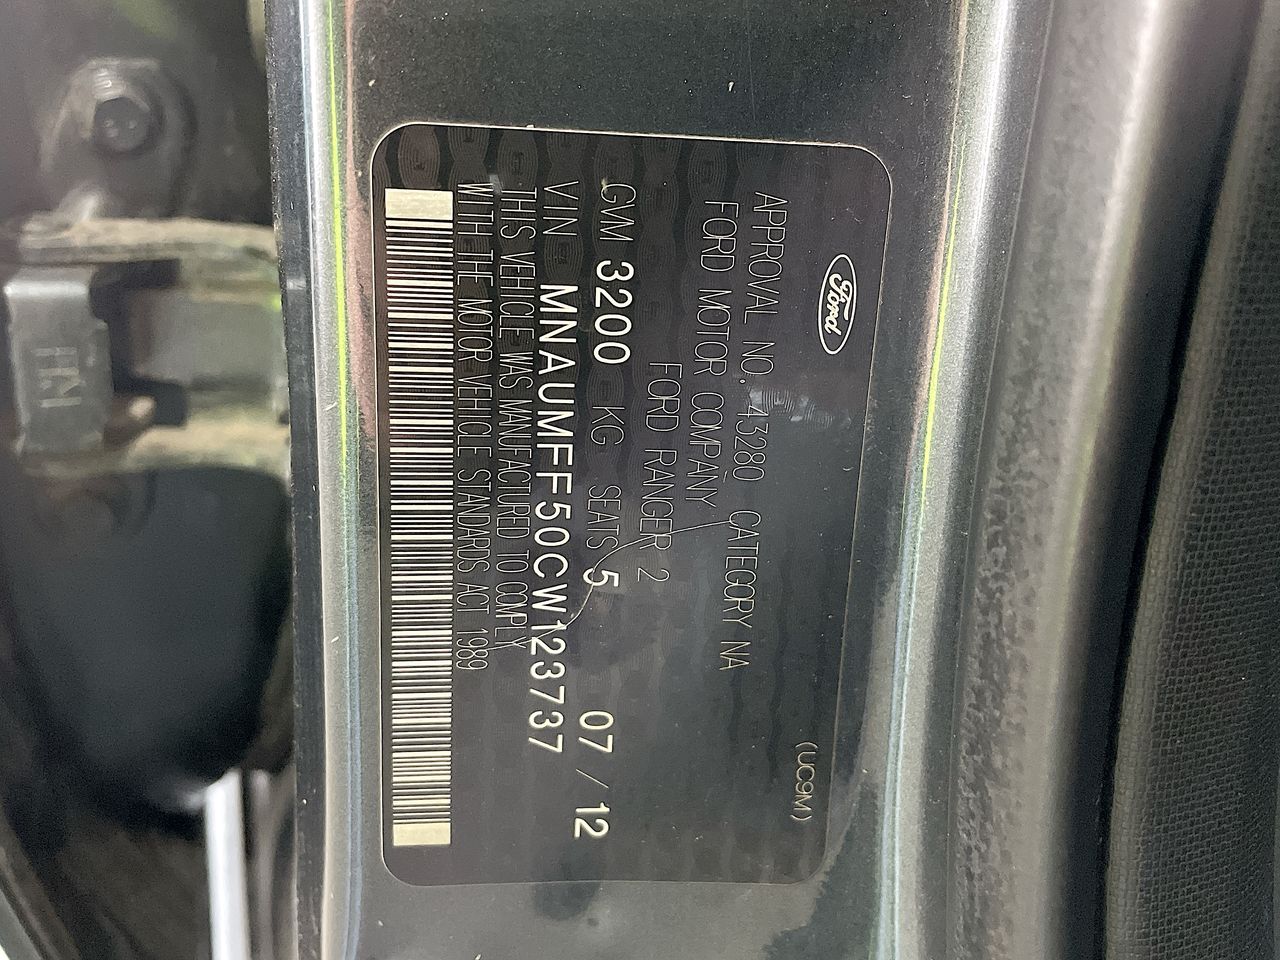 Ford
(UC9M)
APPROVAL NO. 43280 CATEGORY NA
FORD MOTOR COMPANY
FORD RANGER 2
GVM 3200 KG SEATS 5 07 / 12
VIN MNAUMFF50CW123737
THIS VEHICLE WAS MANUFACTURED TO COMPLY
WITH THE MOTOR VEHICLE STANDARDS ACT 1989